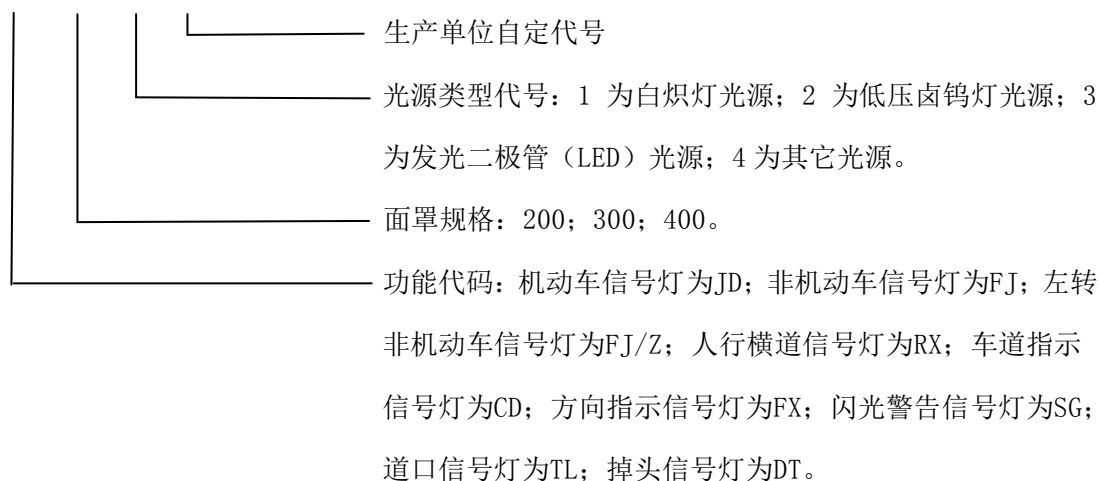 生产单位自定代号
光源类型代号：1 为白炽灯光源；2 为低压卤钨灯光源；3
为发光二极管（LED）光源；4为其它光源。
面罩规格：200；300；400。
功能代码：机动车信号灯为JD；非机动车信号灯为FJ；左转
非机动车信号灯为FJ/Z；人行横道信号灯为RX；车道指示
信号灯为CD；方向指示信号灯为FX；闪光警告信号灯为SG；
道口信号灯为TL；掉头信号灯为DT。